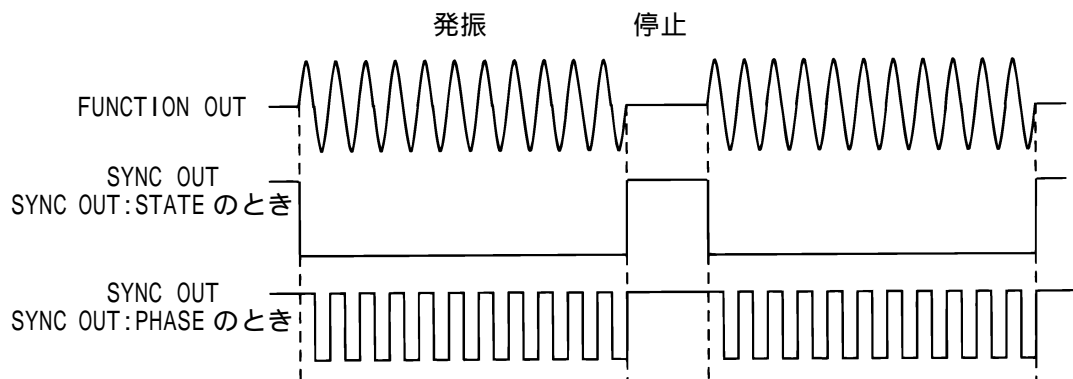 発振 停止
FUNCTION OUT
SYNC OUT
SYNC OUT:STATE のとき
SYNC OUT
SYNC OUT:PHASE のとき